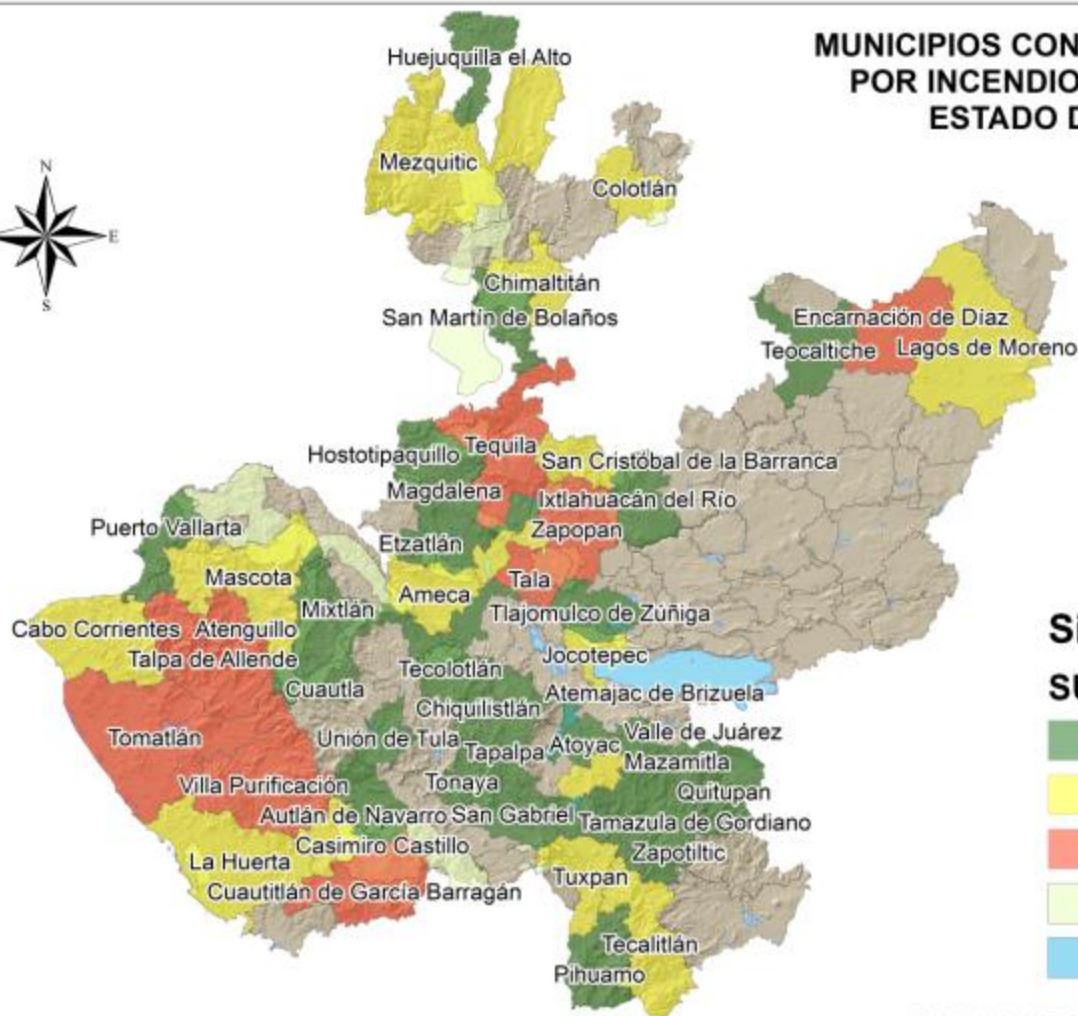 MUNICIPIOS CON
POR INCENDIO
ESTADO D
N
E
S
Huejuquilla el Alto
Mezquitic
Colotlán
Chimaltitán
San Martín de Bolaños
Encarnación de Díaz
Teocaltiche
Lagos de Moreno
Hostotipaquillo
Tequila
San Cristóbal de la Barranca
Magdalena
Ixtlahuacán del Río
Puerto Vallarta
Etzatlán
Zapopan
Mascota
Mixtlán
Ameca
Tala
Tlajomulco de Zúñiga
Cabo Corrientes
Atenguillo
Talpa de Allende
Cuautla
Tecolotlán
Jocotepec
Atemajac de Brizuela
Chiquilistlán
Tomatlán
Unión de Tula
Tapalpa
Atoyac
Valle de Juárez
Mazamitla
Villa Purificación
Tonaya
Quitupan
Autlán de Navarro
San Gabriel
Tamazula de Gordiano
Casimiro Castillo
Zapotiltic
La Huerta
Cuautitlán de García Barragán
Tuxpan
Tecalitlán
Pihuamo